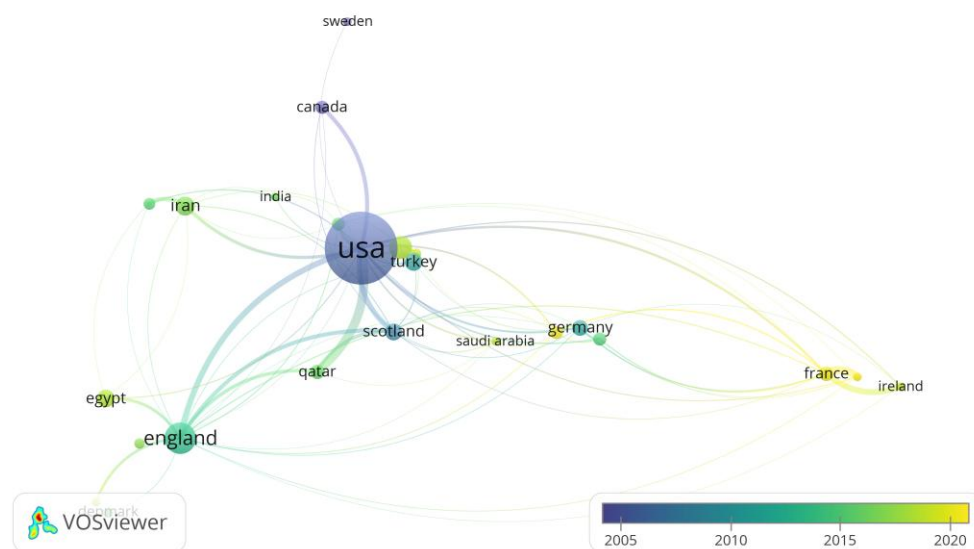 sweden
canada
india
iran
usa
turkey
scotland
germany
saudi arabia
qatar
france
ireland
egypt
england
denmark
VOSviewer
2005 2010 2015 2020